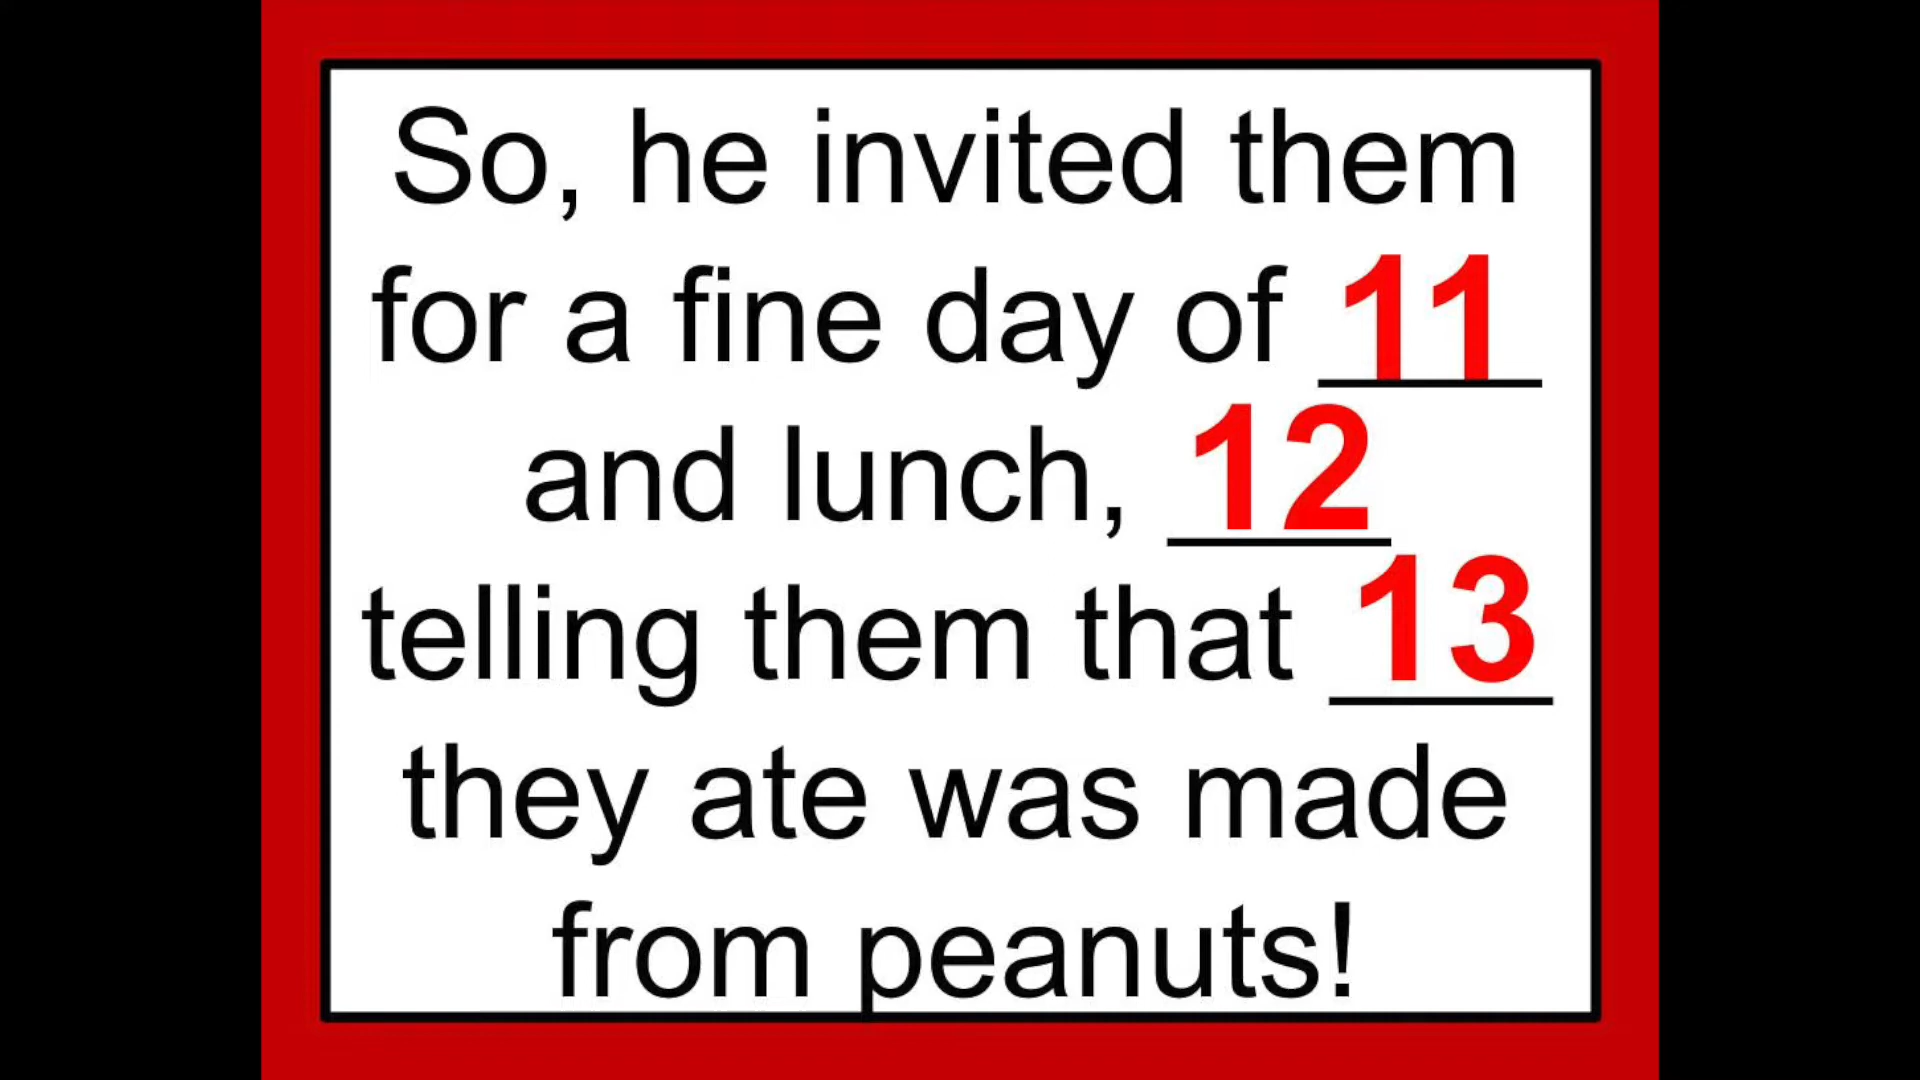 So, he invited them
for a fine day of 11
and lunch, 12
telling them that 13
they ate was made
from peanuts!